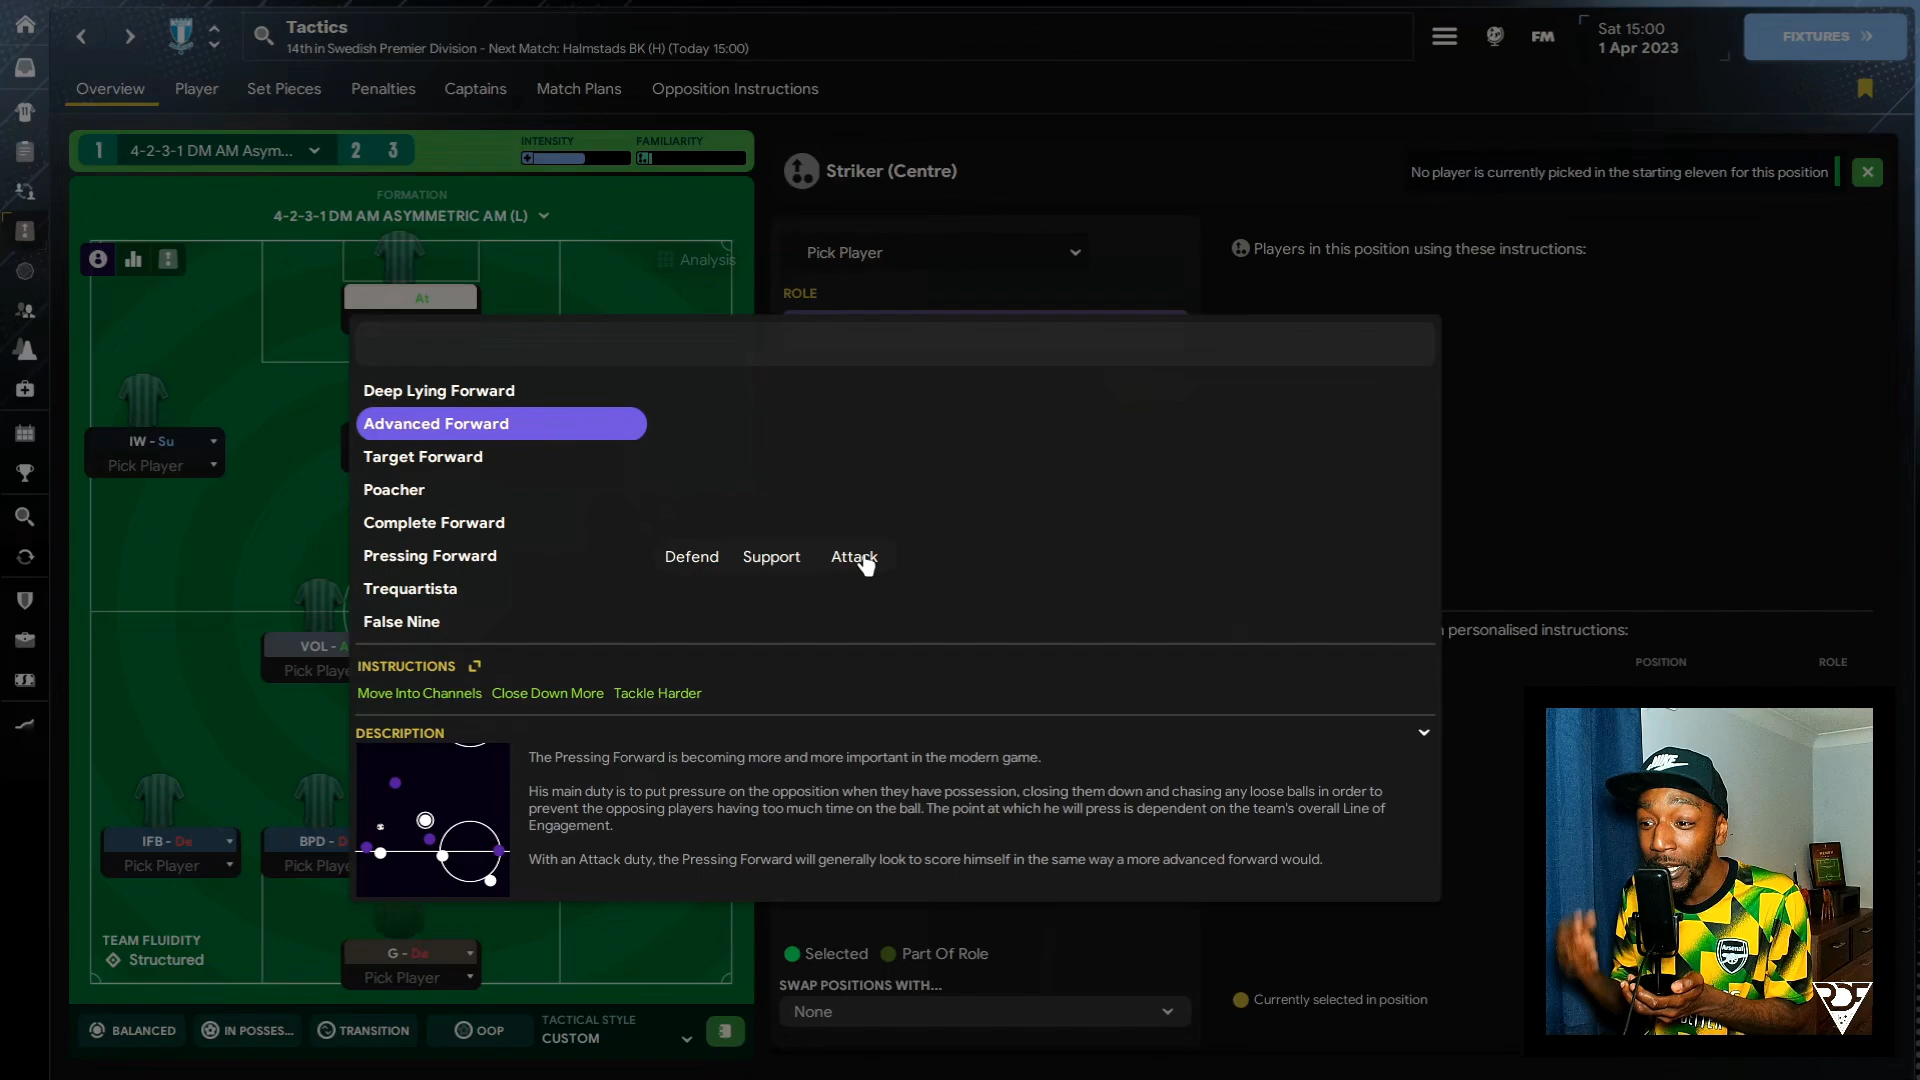 Tactics
14th in Swedish Premier Division - Next Match: Halmstads BK (H) (Today 15:00)
FM
Sat 15:00
1 Apr 2023
FIXTURES
Overview
Player
Set Pieces
Penalties
Captains
Match Plans
Opposition Instructions
1
4-2-3-1 DM AM Asym...
2
3
INTENSITY
FAMILIARITY
Striker (Centre)
No player is currently picked in the starting eleven for this position
FORMATION
4-2-3-1 DM AM ASYMMETRIC AM (L)
Analysis
Pick Player
Players in this position using these instructions:
ROLE
At
Deep Lying Forward
Advanced Forward
Target Forward
Poacher
Complete Forward
Pressing Forward
Defend
Support
Attack
Trequartista
False Nine
IW - Su
Pick Player
VOL - A
Pick Playe
personalised instructions:
POSITION
ROLE
INSTRUCTIONS
Move Into Channels Close Down More Tackle Harder
DESCRIPTION
The Pressing Forward is becoming more and more important in the modern game.
His main duty is to put pressure on the opposition when they have possession, closing them down and chasing any loose balls in order to
prevent the opposing players having too much time on the ball. The point at which he will press is dependent on the team's overall Line of
Engagement.
With an Attack duty, the Pressing Forward will generally look to score himself in the same way a more advanced forward would.
IFB - De
Pick Player
BPD - D
Pick Playe
G - De
Pick Player
TEAM FLUIDITY
Structured
Selected
Part Of Role
SWAP POSITIONS WITH...
None
Currently selected in position
BALANCED
IN POSSES...
TRANSITION
OOP
TACTICAL STYLE
CUSTOM
Arsenal
RDF